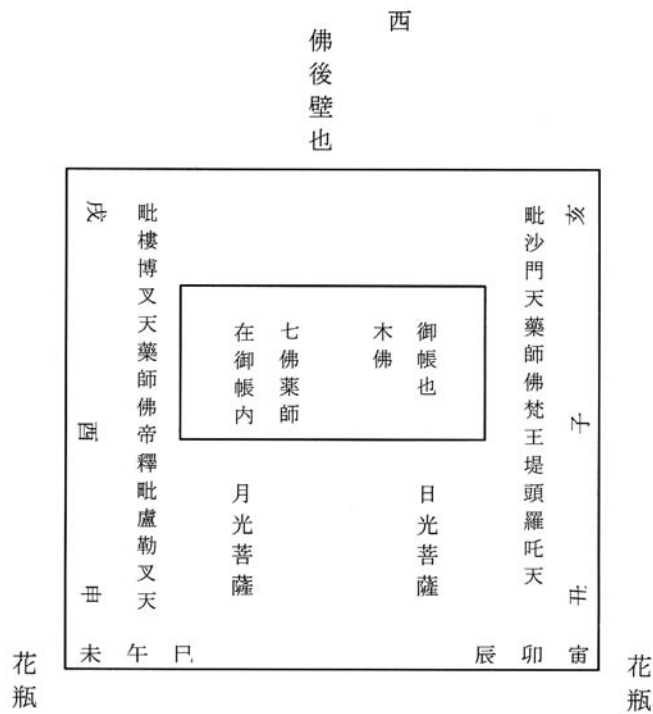 西
佛後壁也
亥
子
丑
毗沙門天藥師佛梵王堤頭羅吒天
御帳也
木佛
七佛薬師
在御帳内
日光菩薩
月光菩薩
毗樓博叉天藥師佛帝釋毗盧勒叉天
戌
酉
申
寅
卯
辰
巳
午
未
花瓶
花瓶